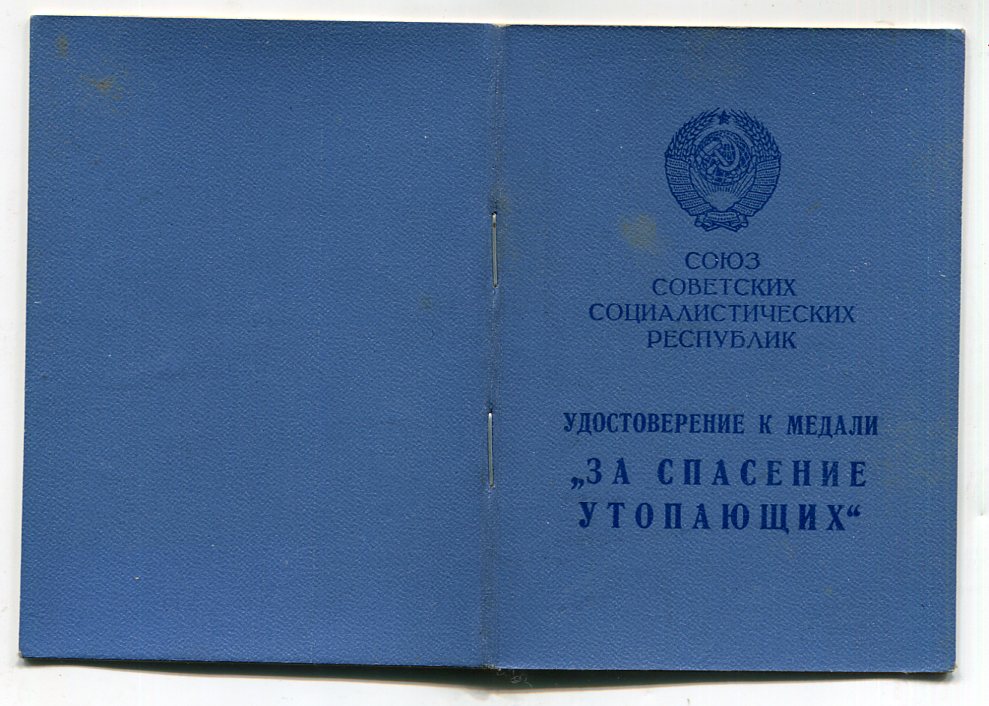 СОЮЗ
СОВЕТСКИХ
СОЦИАЛИСТИЧЕСКИХ
РЕСПУБЛИК
УДОСТОВЕРЕНИЕ К МЕДАЛИ
„ЗА СПАСЕНИЕ
УТОПАЮЩИХ“